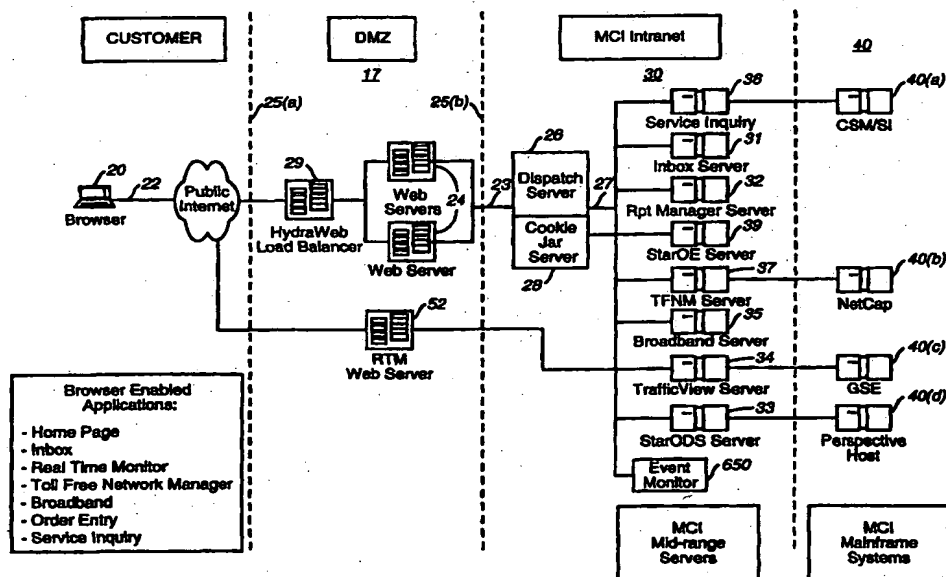 CUSTOMER
DMZ
17
MCI Intranet
30
40
25(a)
25(b)
20
22
Browser
Public
Internet
29
HydraWeb
Load Balancer
Web
Servers
24
Web Server
23
26
Dispatch
Server
27
Cookie
Jar
Server
28
52
RTM
Web Server
38
Service Inquiry
31
Inbox Server
32
Rpt Manager Server
39
StarOE Server
37
TFNM Server
35
Broadband Server
34
TrafficView Server
33
StarODS Server
Event
Monitor
650
40(a)
CSM/SI
40(b)
NetCap
40(c)
GSE
40(d)
Perspective
Host
Browser Enabled
Applications:
- Home Page
- Inbox
- Real Time Monitor
- Toll Free Network Manager
- Broadband
- Order Entry
- Service Inquiry
MCI
Mid-range
Servers
MCI
Mainframe
Systems